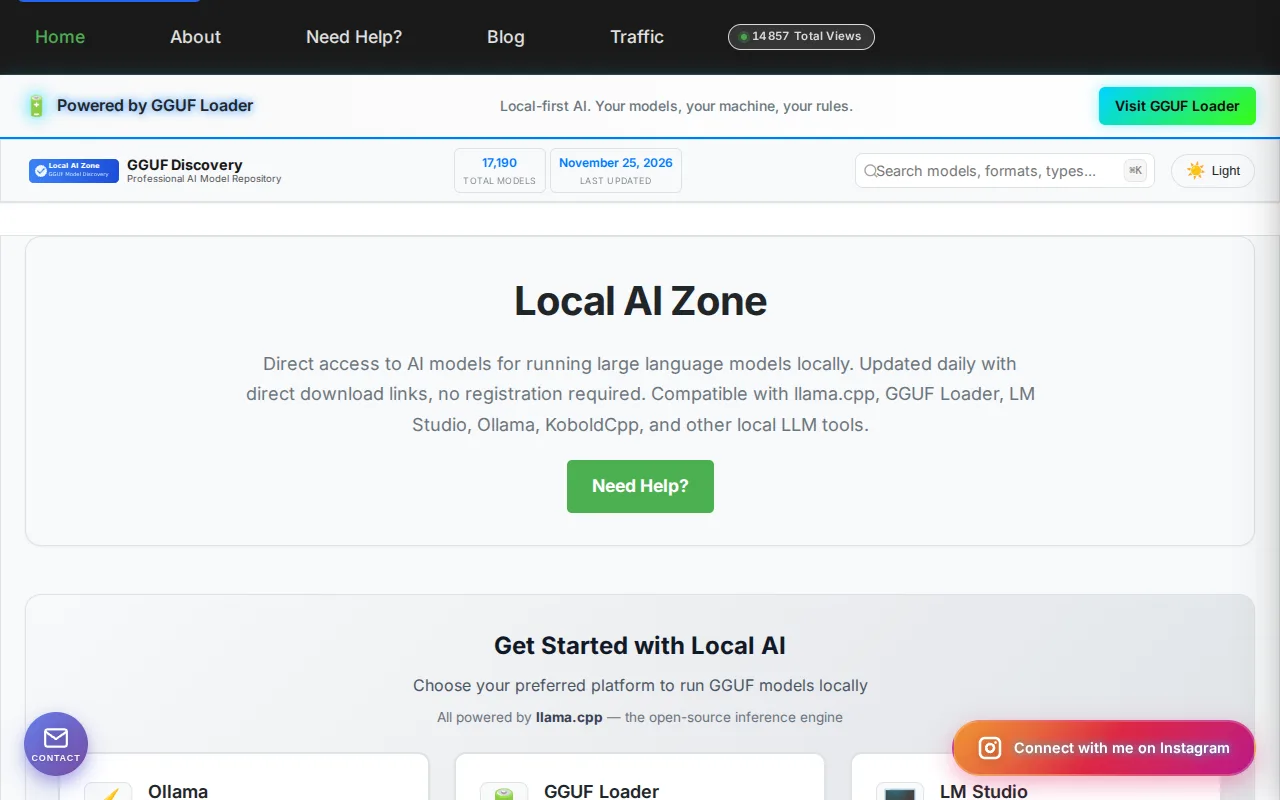 Home About Need Help? Blog Traffic 14857 Total Views
Powered by GGUF Loader
Local-first AI. Your models, your machine, your rules.
Visit GGUF Loader
Local AI Zone
GGUF Model Discovery
GGUF Discovery
Professional AI Model Repository
17,190
TOTAL MODELS
November 25, 2026
LAST UPDATED
Search models, formats, types...
⌘K
Light
Local AI Zone
Direct access to AI models for running large language models locally. Updated daily with
direct download links, no registration required. Compatible with llama.cpp, GGUF Loader, LM
Studio, Ollama, KoboldCpp, and other local LLM tools.
Need Help?
Get Started with Local AI
Choose your preferred platform to run GGUF models locally
All powered by llama.cpp — the open-source inference engine
CONTACT
Connect with me on Instagram
Ollama
GGUF Loader
LM Studio